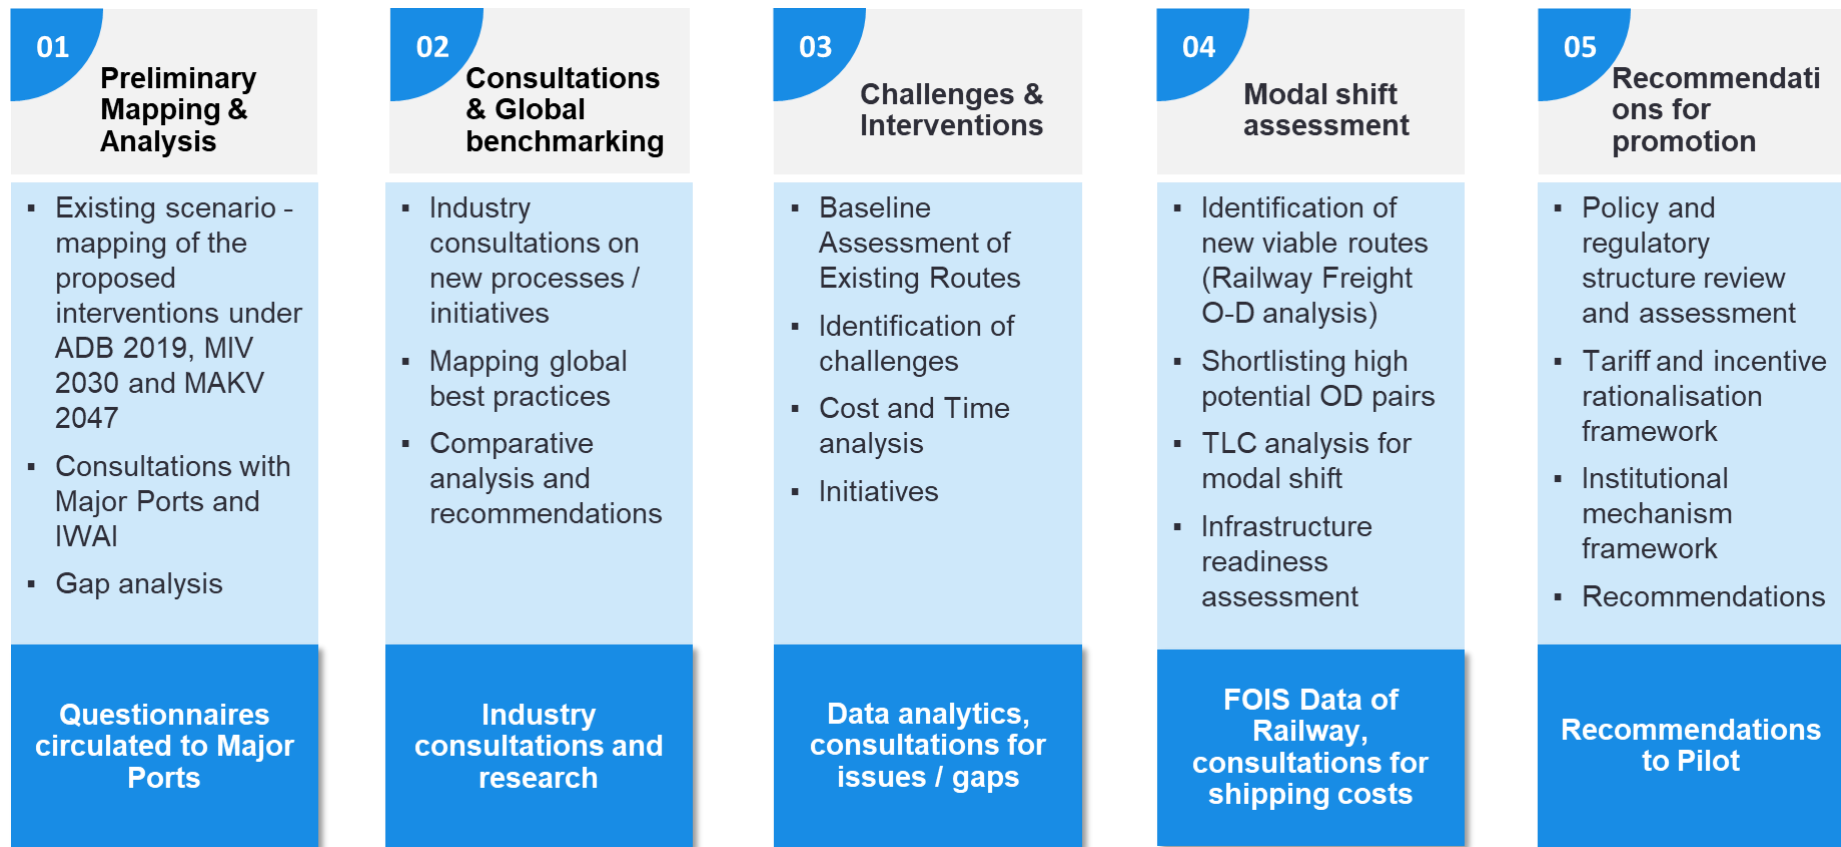 01
Preliminary
Mapping &
Analysis
▪ Existing scenario -
mapping of the
proposed
interventions under
ADB 2019, MIV
2030 and MAKV
2047
▪ Consultations with
Major Ports and
IWAI
▪ Gap analysis
Questionnaires
circulated to Major
Ports
02
Consultations
& Global
benchmarking
▪ Industry
consultations on
new processes /
initiatives
▪ Mapping global
best practices
▪ Comparative
analysis and
recommendations
Industry
consultations and
research
03
Challenges &
Interventions
▪ Baseline
Assessment of
Existing Routes
▪ Identification of
challenges
▪ Cost and Time
analysis
▪ Initiatives
Data analytics,
consultations for
issues / gaps
04
Modal shift
assessment
▪ Identification of
new viable routes
(Railway Freight
O-D analysis)
▪ Shortlisting high
potential OD pairs
▪ TLC analysis for
modal shift
▪ Infrastructure
readiness
assessment
FOIS Data of
Railway,
consultations for
shipping costs
05
Recommendati
ons for
promotion
▪ Policy and
regulatory
structure review
and assessment
▪ Tariff and incentive
rationalisation
framework
▪ Institutional
mechanism
framework
▪ Recommendations
Recommendations
to Pilot